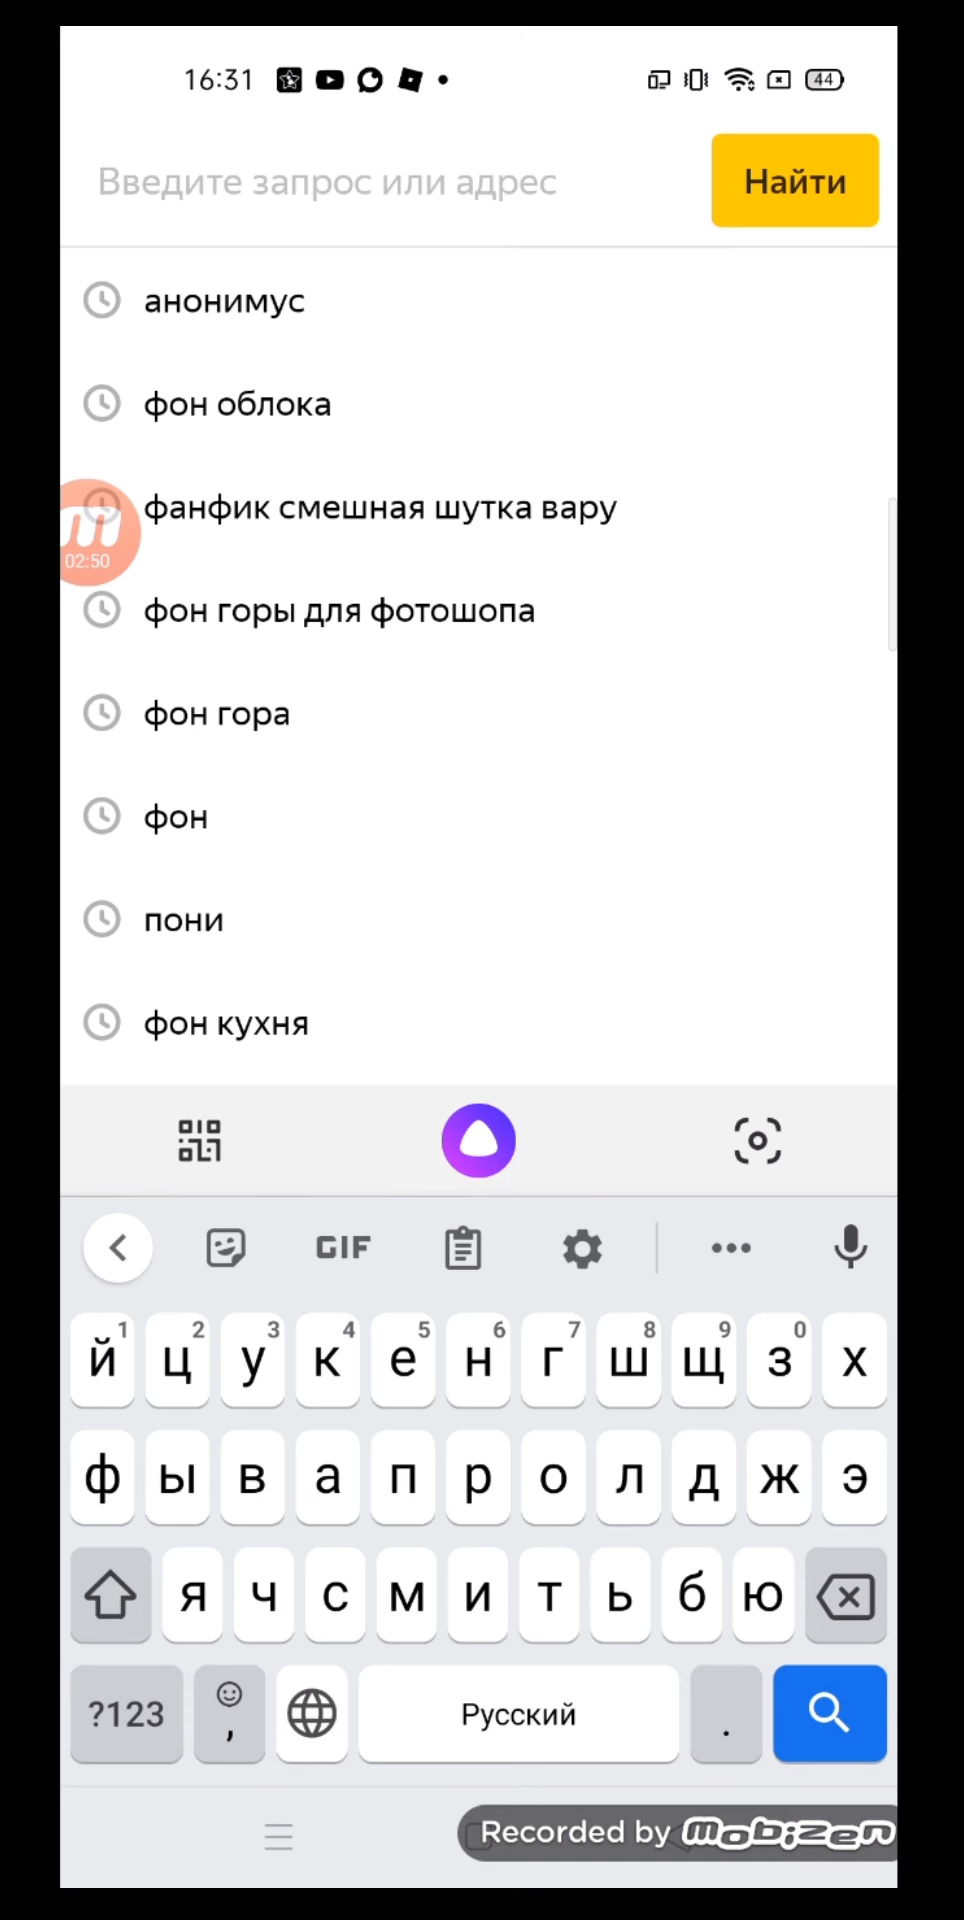 16:31
44
Введите запрос или адрес
Найти
анонимус
фон облока
фанфик смешная шутка вару
02:50
фон горы для фотошопа
фон гора
фон
пони
фон кухня
GIF
1 2 3 4 5 6 7 8 9 0
й ц у к е н г ш щ з х
ф ы в а п р о л д ж э
я ч с м и т ь б ю
?123 , Русский .
Recorded by mobizen